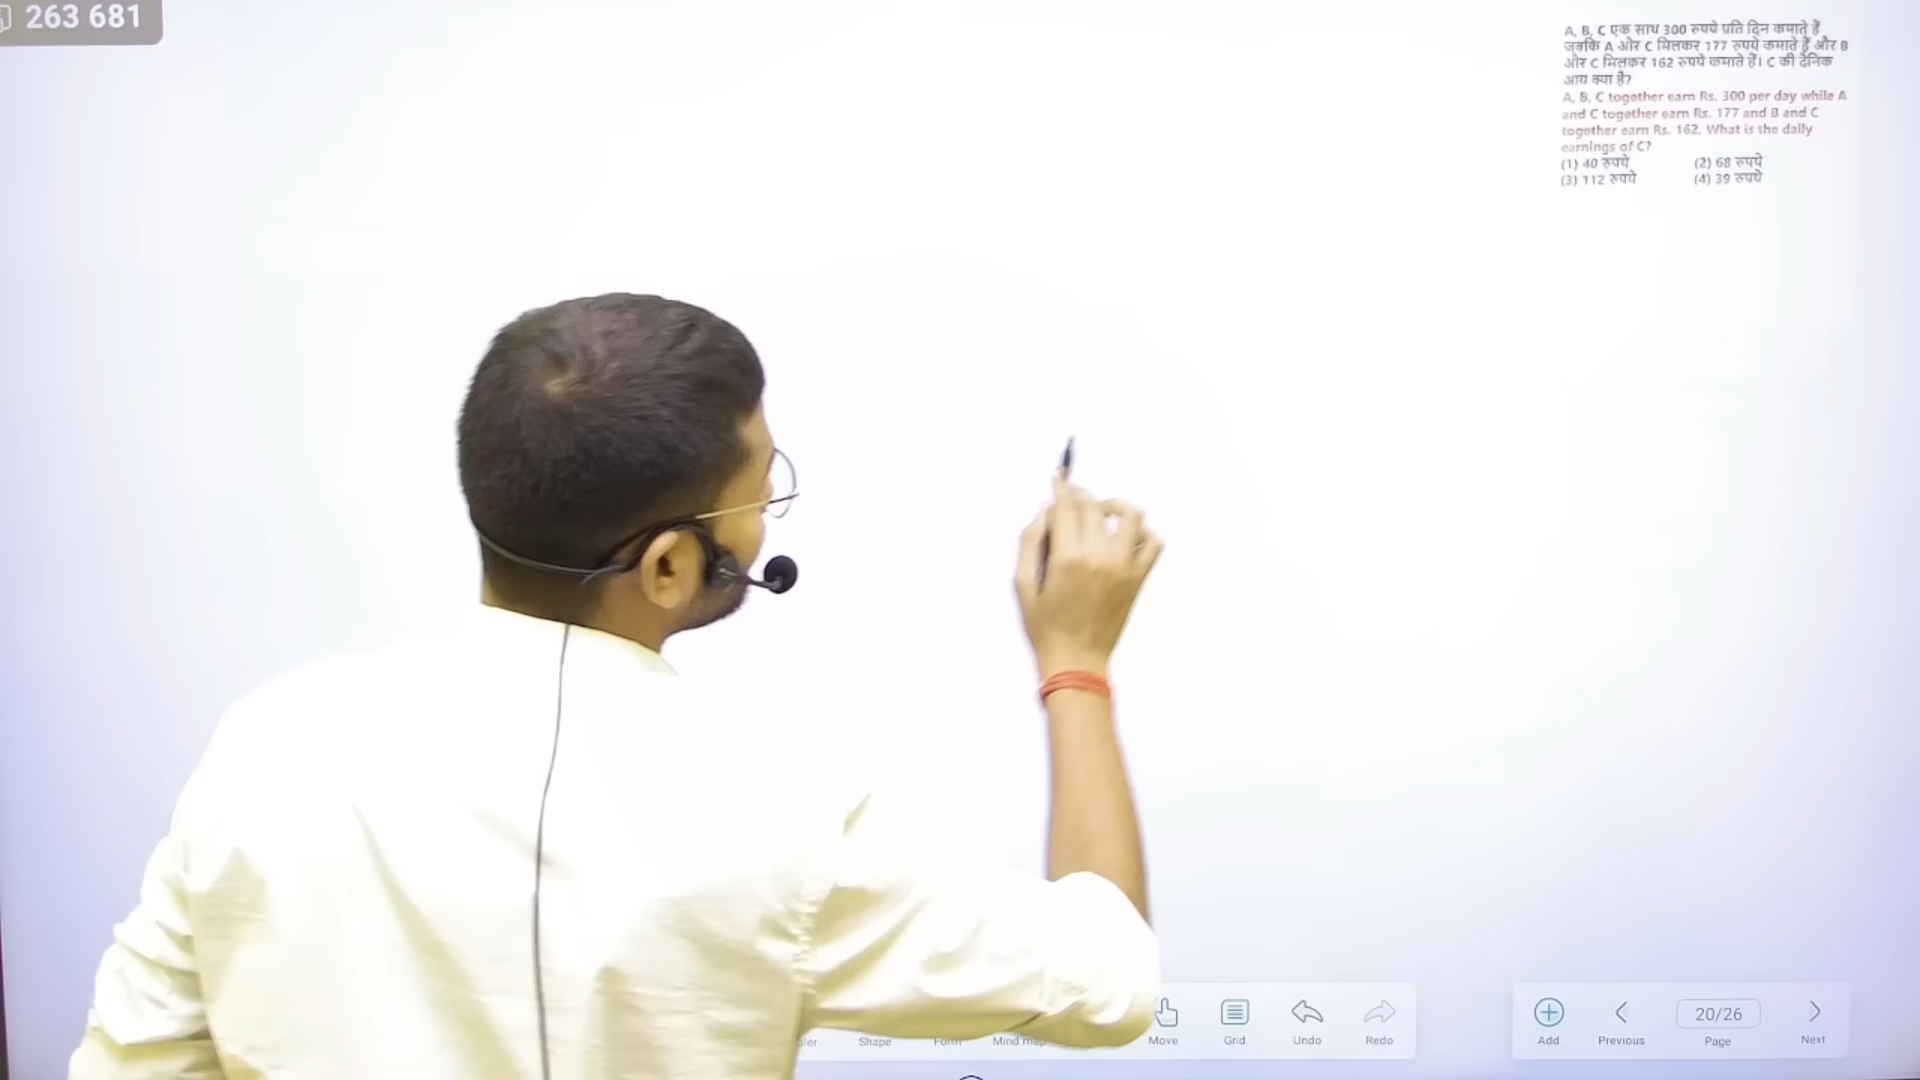 263 681
A, B, C एक साथ 300 रुपये प्रति दिन कमाते हैं
जबकि A और C मिलकर 177 रुपये कमाते हैं और B
और C मिलकर 162 रुपये कमाते हैं। C की दैनिक
आय क्या है?
A, B, C together earn Rs. 300 per day while A
and C together earn Rs. 177 and B and C
together earn Rs. 162. What is the daily
earnings of C?
(1) 40 रुपये (2) 68 रुपये
(3) 112 रुपये (4) 39 रुपये
Shape Form Mind map Move Grid Undo Redo Add Previous 20/26 Page Next